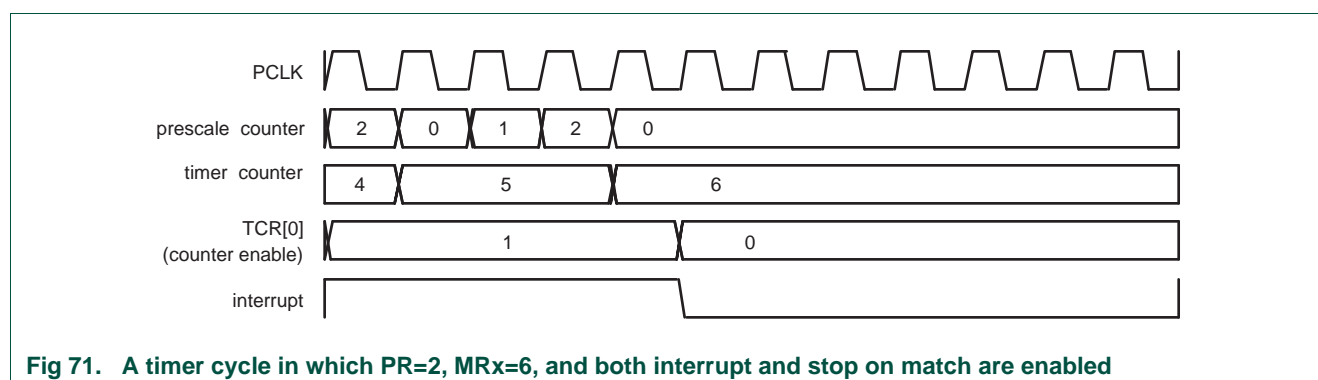 PCLK
prescale counter
2 0 1 2 0
timer counter
4 5 6
TCR[0]
(counter enable)
1 0
interrupt
Fig 71. A timer cycle in which PR=2, MRx=6, and both interrupt and stop on match are enabled